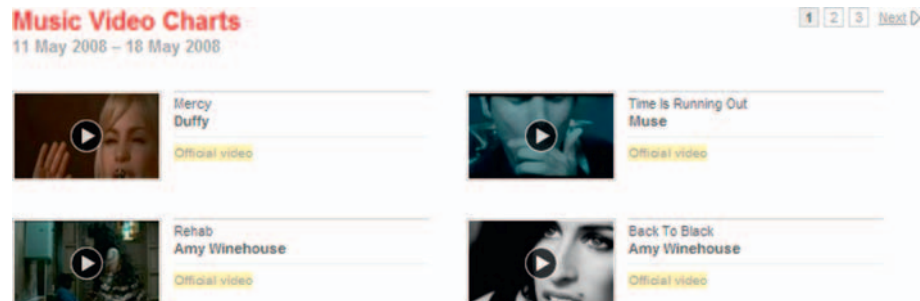 Music Video Charts
11 May 2008 – 18 May 2008
1 2 3 Next
Mercy
Duffy
Official video
Time Is Running Out
Muse
Official video
Rehab
Amy Winehouse
Official video
Back To Black
Amy Winehouse
Official video